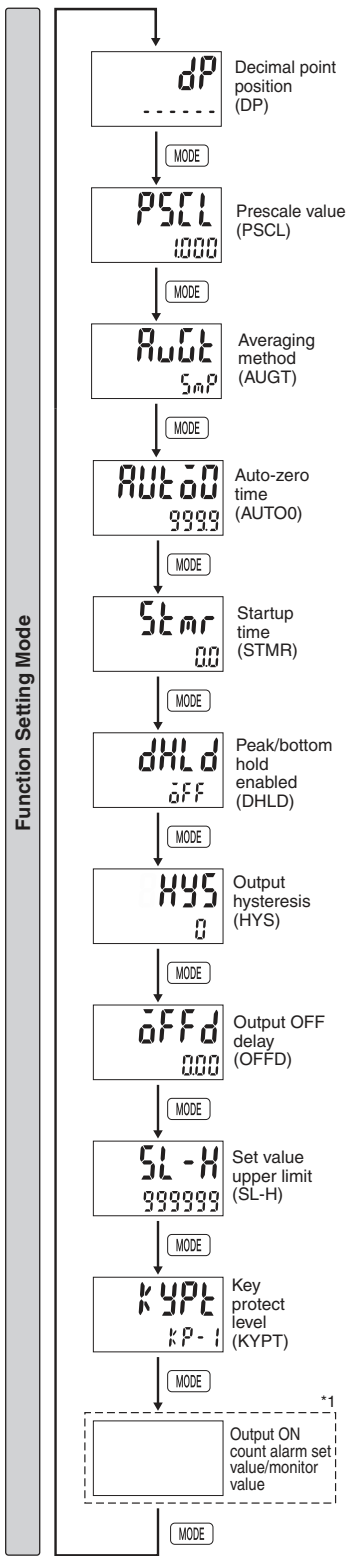 Function Setting Mode
dP
------
Decimal point
position
(DP)
MODE
PSCL
1.000
Prescale value
(PSCL)
MODE
AvGt
SmP
Averaging
method
(AUGT)
MODE
AUto0
999.9
Auto-zero
time
(AUTO0)
MODE
Stmr
0.0
Startup
time
(STMR)
MODE
dHLd
oFF
Peak/bottom
hold
enabled
(DHLD)
MODE
HYS
0
Output
hysteresis
(HYS)
MODE
oFFd
0.00
Output OFF
delay
(OFFD)
MODE
SL-H
999999
Set value
upper limit
(SL-H)
MODE
KYPt
KP-1
Key
protect
level
(KYPT)
MODE
*1
Output ON
count alarm set
value/monitor
value
MODE